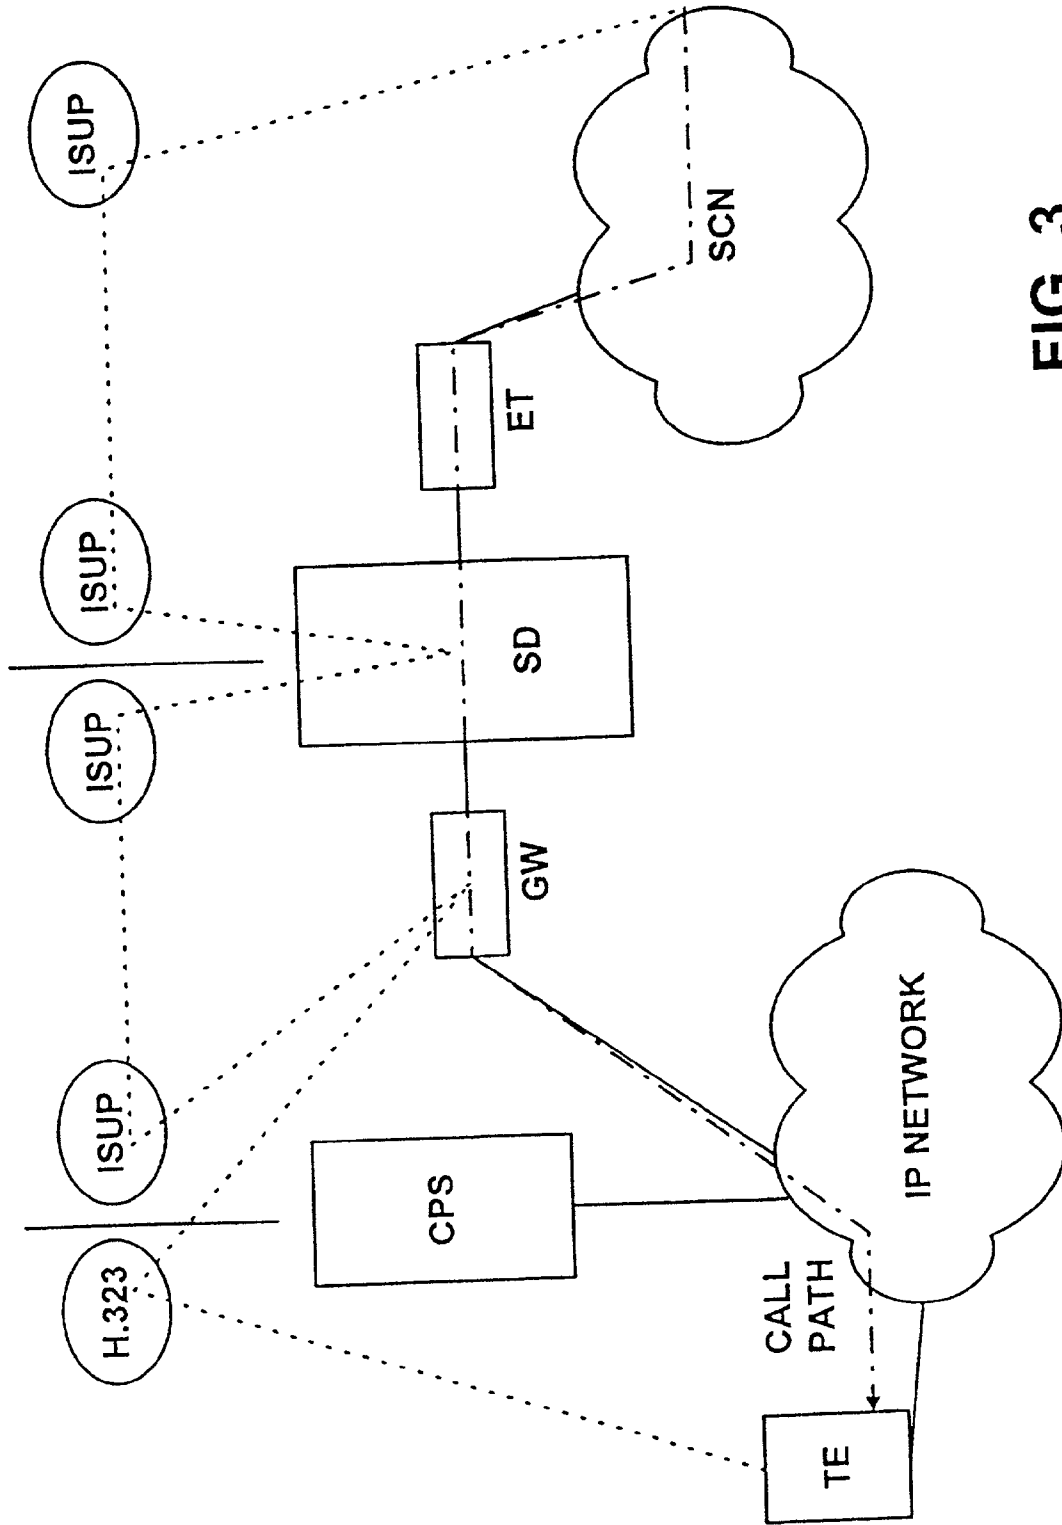 H.323
ISUP
ISUP
ISUP
ISUP
CPS
GW
SD
ET
SCN
TE
CALL
PATH
IP NETWORK
FIG. 3